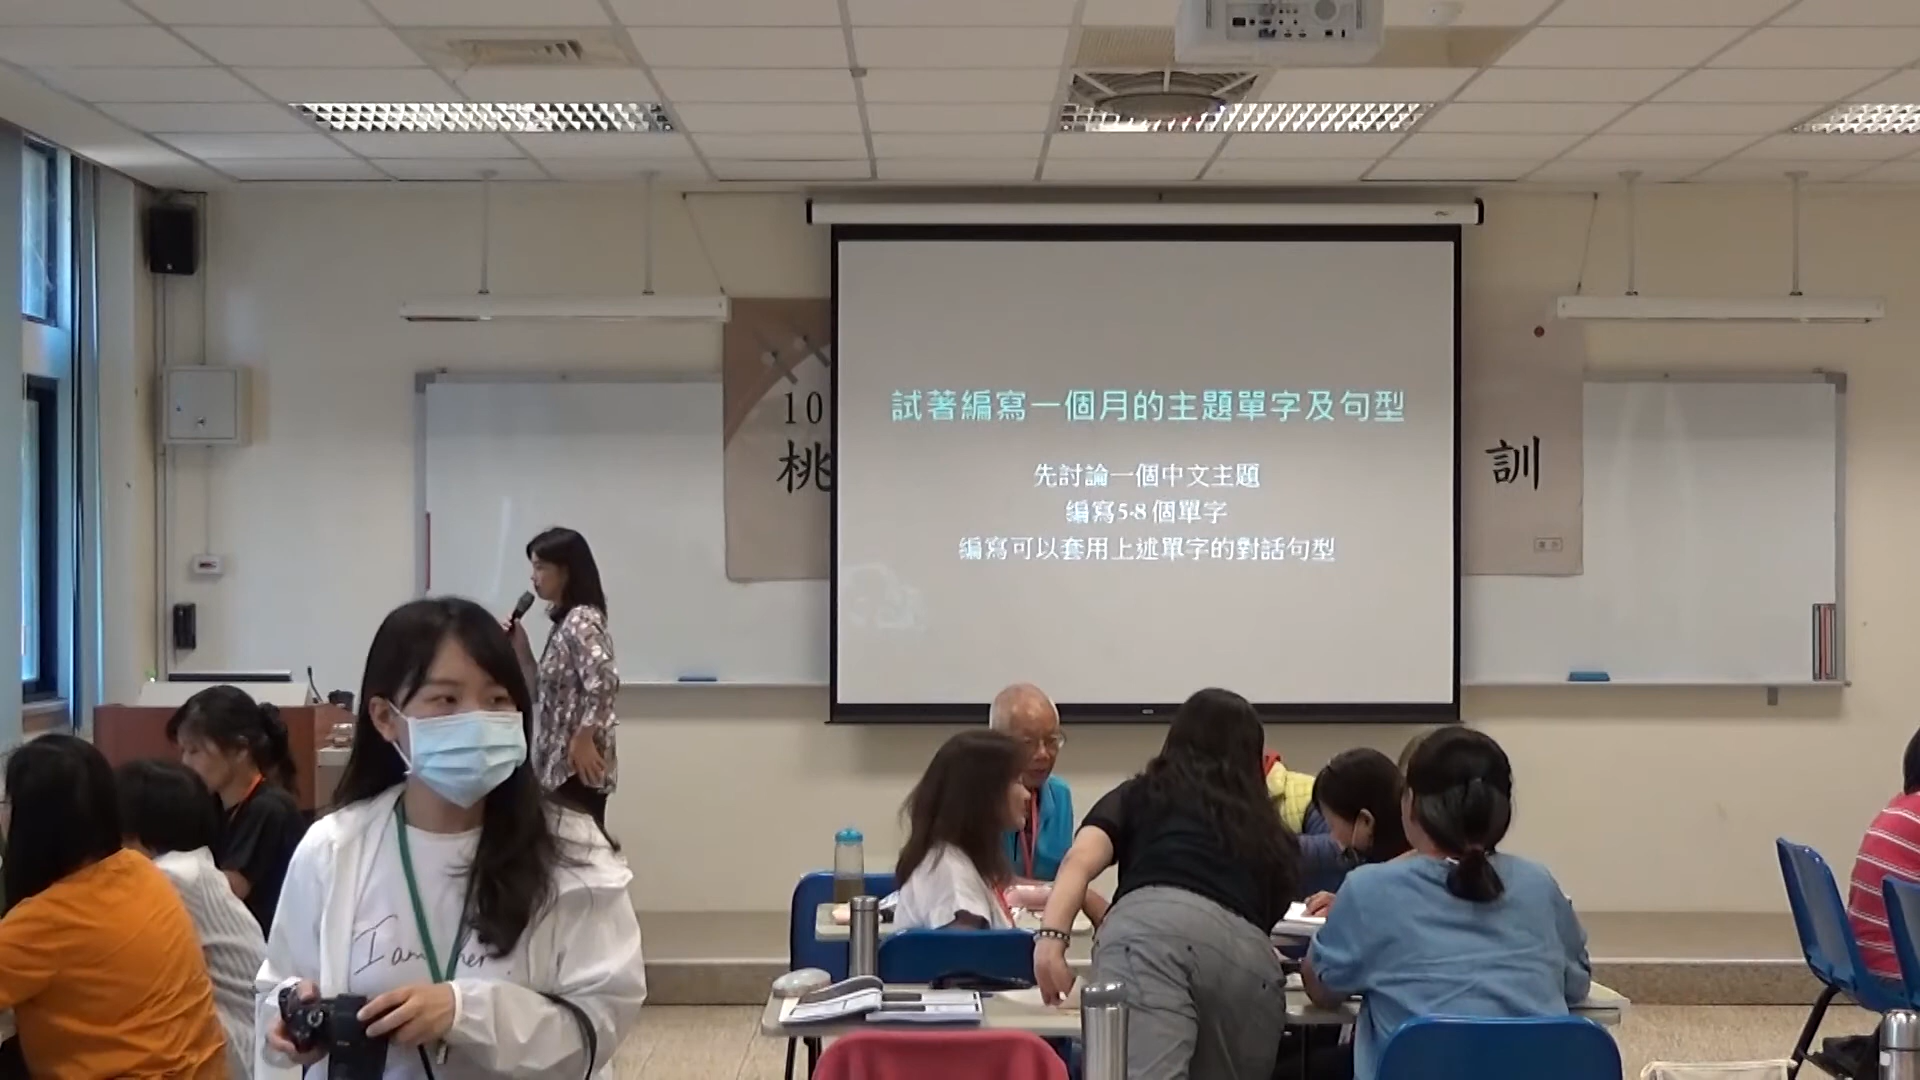 試著編寫一個月的主題單字及句型
先討論一個中文主題
編寫5-8個單字
編寫可以套用上述單字的對話句型
10
桃
訓
I am her